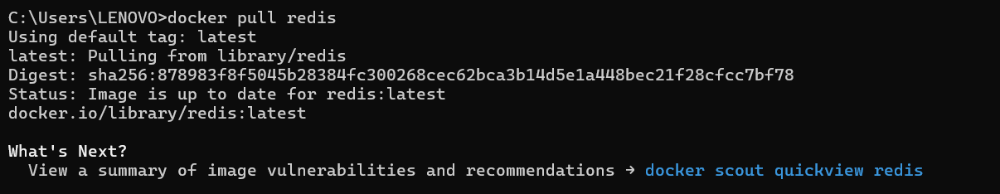 C:\Users\LENOVO>docker pull redis
Using default tag: latest
latest: Pulling from library/redis
Digest: sha256:878983f8f5045b28384fc300268cec62bca3b14d5e1a448bec21f28cfcc7bf78
Status: Image is up to date for redis:latest
docker.io/library/redis:latest
What's Next?
View a summary of image vulnerabilities and recommendations → docker scout quickview redis